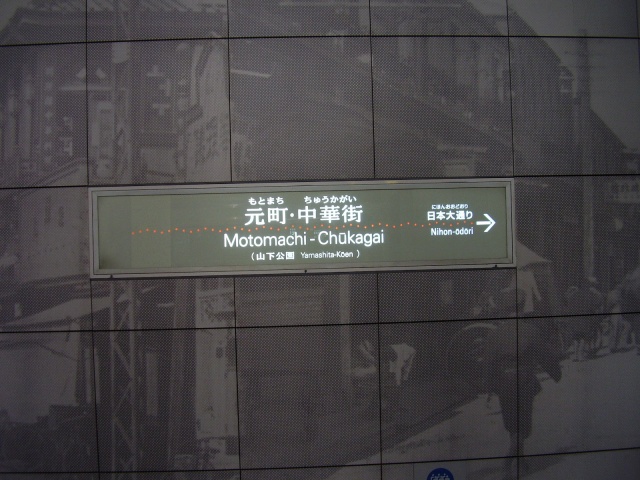 もとまち ちゅうかがい
元町・中華街
Motomachi-Chūkagai
(山下公園 Yamashita-Kōen)
にほんおおどおり
日本大通り
Nihon-ōdōri